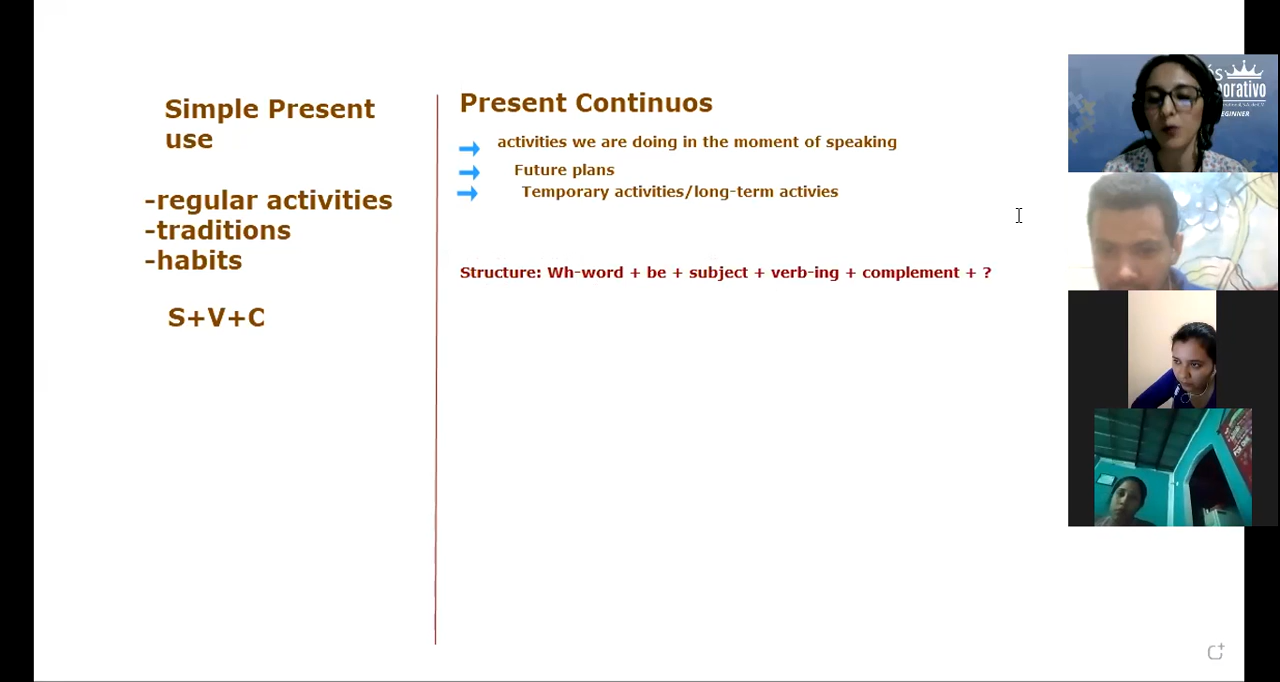 Simple Present
use
-regular activities
-traditions
-habits
S+V+C
Present Continuos
activities we are doing in the moment of speaking
Future plans
Temporary activities/long-term activies
Structure: Wh-word + be + subject + verb-ing + complement + ?
BEGINNER